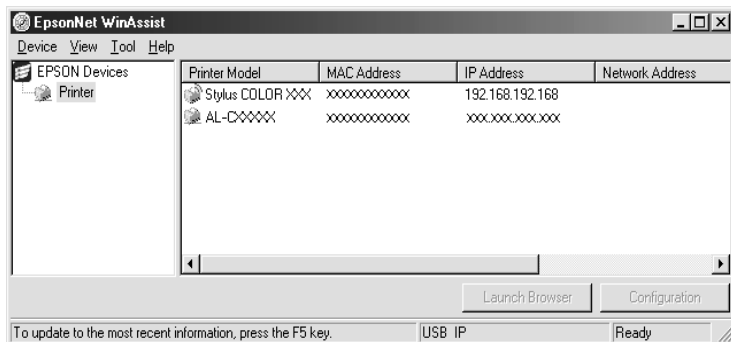 EpsonNet WinAssist
Device View Tool Help
EPSON Devices
Printer
Printer Model MAC Address IP Address Network Address
Stylus COLOR XXX XXXXXXXXXXXX 192.168.192.168
AL-CXXXXX XXXXXXXXXXXX XXX.XXX.XXX.XXX
Launch Browser Configuration
To update to the most recent information, press the F5 key. USB IP Ready